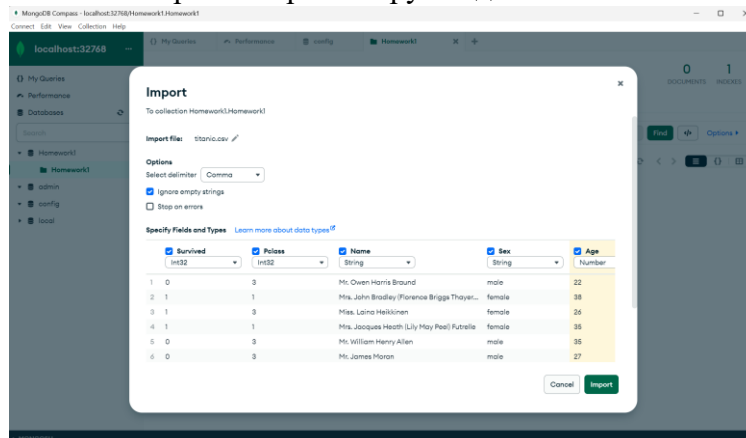 MongoDB Compass - localhost:32768/Homework1.Homework1
Connect Edit View Collection Help
localhost:32768 ...
My Queries Performance config Homework1 × +
My Queries
Performance
Databases
Search
Homework1
Homework1
admin
config
local
0 1
DOCUMENTS INDEXES
Find </> Options
Import
To collection Homework1.Homework1
Import file: titanic.csv
Options
Select delimiter Comma
Ignore empty strings
Stop on errors
Specify Fields and Types Learn more about data types
Survived Pclass Name Sex Age
Int32 Int32 String String Number
1 0 3 Mr. Owen Harris Braund male 22
2 1 1 Mrs. John Bradley (Florence Briggs Thayer... female 38
3 1 3 Miss. Laina Heikkinen female 26
4 1 1 Mrs. Jacques Heath (Lily May Peel) Futrelle female 35
5 0 3 Mr. William Henry Allen male 35
6 0 3 Mr. James Moran male 27
Cancel Import